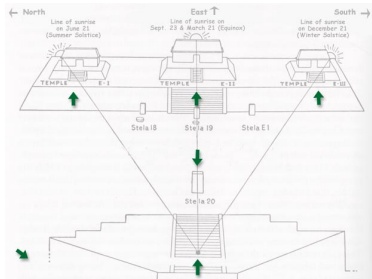 ← North
East ↑
South →
Line of sunrise
on June 21
(Summer Solstice)
Line of sunrise on
Sept. 23 & March 21 (Equinox)
Line of sunrise
on December 21
(Winter Solstice)
TEMPLE E-I
TEMPLE E-II
TEMPLE E-III
Stela 18
Stela 19
Stela E1
Stela 20